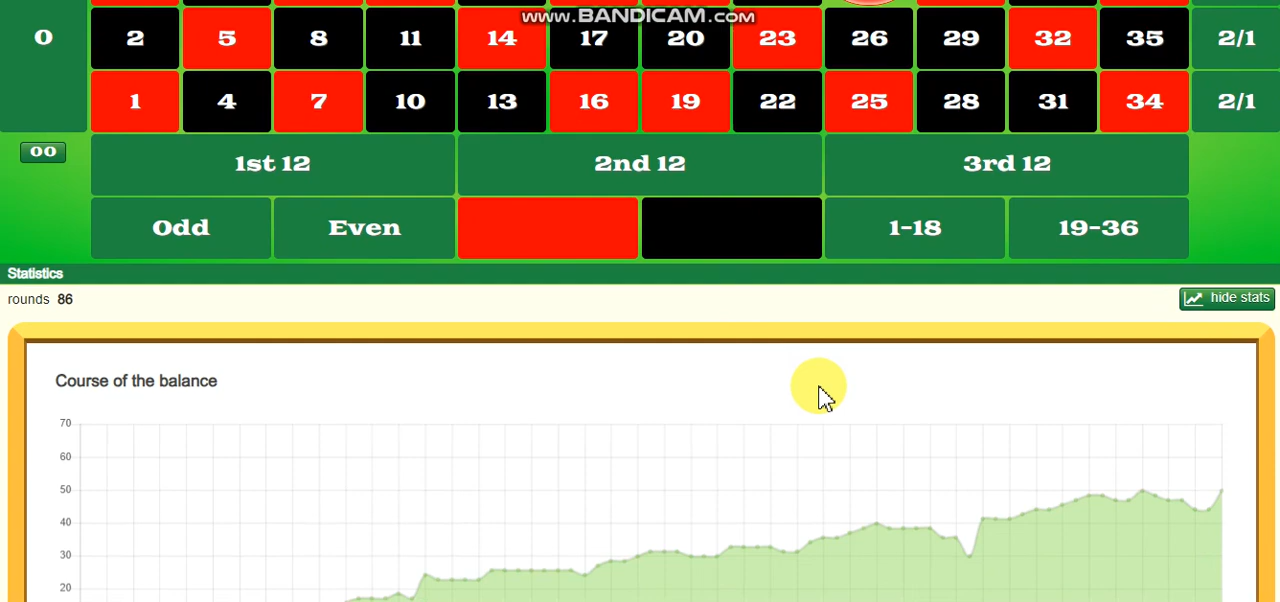 www.BANDICAM.com
0 2 5 8 11 14 17 20 23 26 29 32 35 2/1
1 4 7 10 13 16 19 22 25 28 31 34 2/1
00 1st 12 2nd 12 3rd 12
Odd Even 1-18 19-36
Statistics
rounds 86 hide stats
Course of the balance
70
60
50
40
30
20